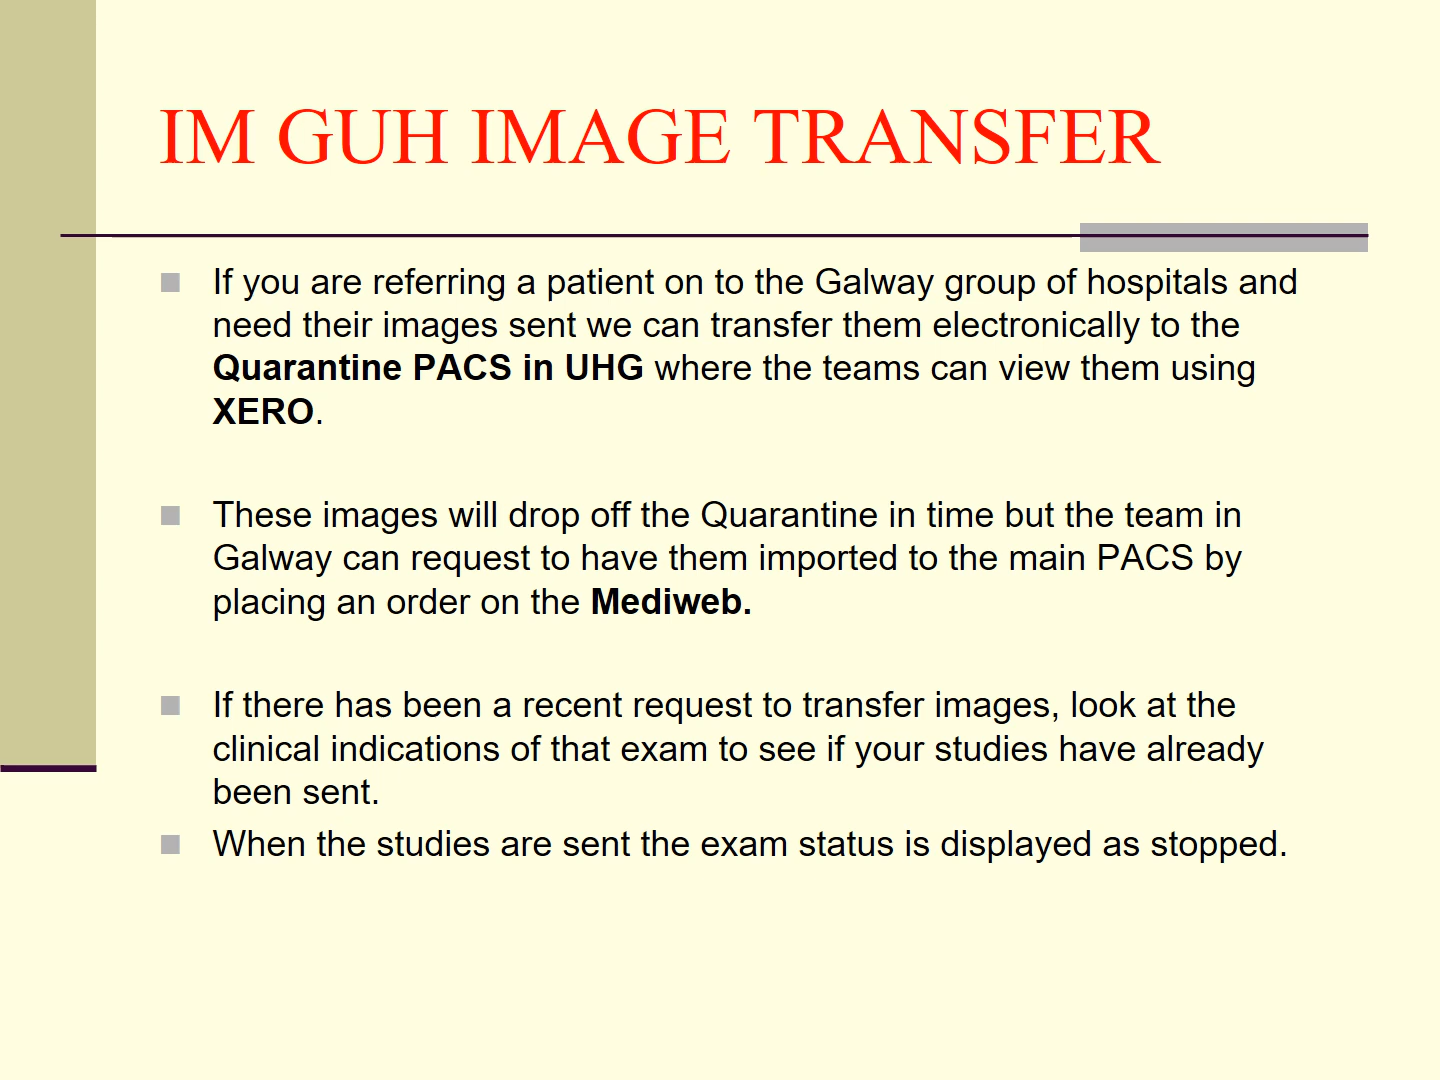 IM GUH IMAGE TRANSFER
If you are referring a patient on to the Galway group of hospitals and
need their images sent we can transfer them electronically to the
Quarantine PACS in UHG where the teams can view them using
XERO.
These images will drop off the Quarantine in time but the team in
Galway can request to have them imported to the main PACS by
placing an order on the Mediweb.
If there has been a recent request to transfer images, look at the
clinical indications of that exam to see if your studies have already
been sent.
When the studies are sent the exam status is displayed as stopped.